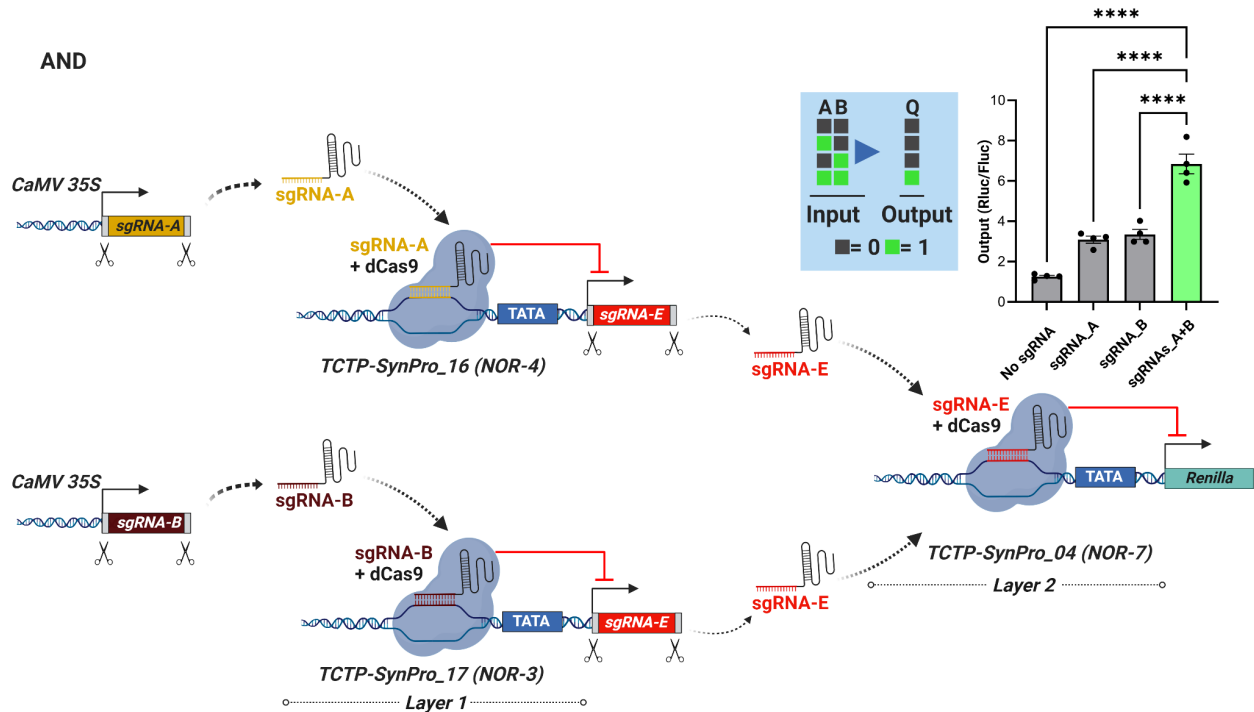 AND
CaMV 35S
sgRNA-A
sgRNA-A
sgRNA-A
+ dCas9
TATA
sgRNA-E
TCTP-SynPro_16 (NOR-4)
sgRNA-E
CaMV 35S
sgRNA-B
sgRNA-B
sgRNA-B
+ dCas9
TATA
sgRNA-E
TCTP-SynPro_17 (NOR-3)
Layer 1
sgRNA-E
sgRNA-E
+ dCas9
TATA
Renilla
TCTP-SynPro_04 (NOR-7)
Layer 2
A B Q
Input Output
= 0 = 1
****
****
****
Output (Rluc/Fluc)
10
8
6
4
2
0
No sgRNA
sgRNA_A
sgRNA_B
sgRNAs_A+B